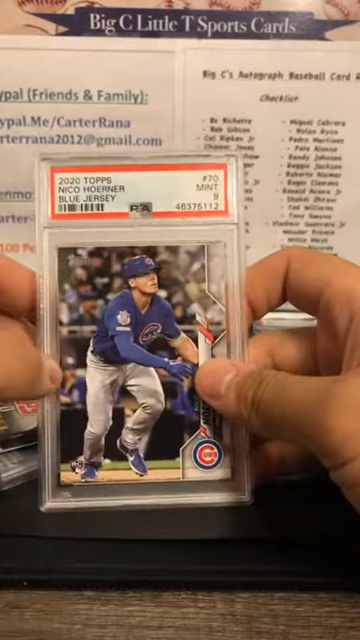 Big C Little T Sports Cards
ypal (Friends & Family):
ypal.Me/CarterRana
rterrana2012@gmail.com
enmo:
Carter-
100 Pe
Big C's Autograph Baseball Card R
Checklist:
Bo Bichette
Bob Gibson
Cal Ripken Jr
Miguel Cabrera
Nolan Ryan
Pedro Martinez
Pete Alonso
Randy Johnson
Reggie Jackson
Roberto Alomar
Roger Clemens
Ronald Acuna Jr
Shohei Ohtani
Ted Williams
Tony Gwynn
Vladimir Guerrero Jr
Wander Franco
Willie Mays
2020 TOPPS #70
NICO HOERNER MINT
BLUE JERSEY PSA 9
46375112
CUBS
RC